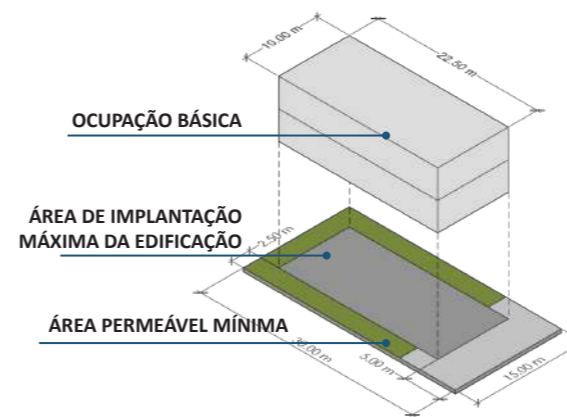 10.00 m
22.50 m
OCUPAÇÃO BÁSICA
ÁREA DE IMPLANTAÇÃO
MÁXIMA DA EDIFICAÇÃO
2.50 m
ÁREA PERMEÁVEL MÍNIMA
30.00 m
5.00 m
15.00 m